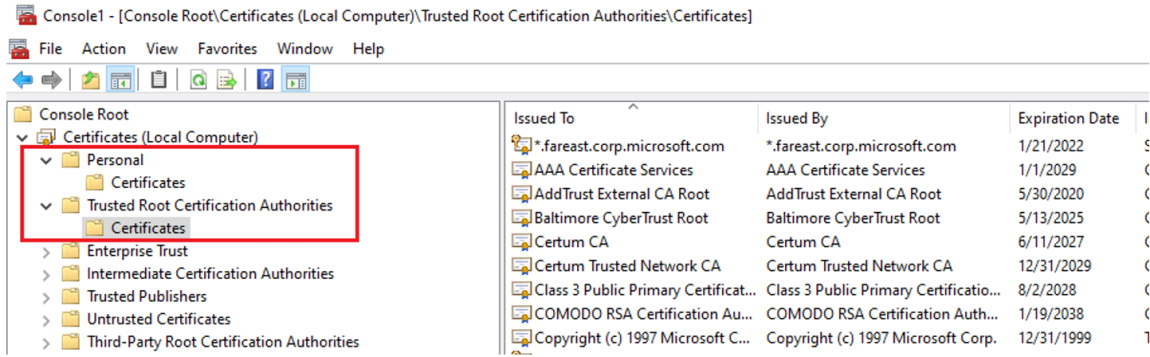 Console1 - [Console Root\Certificates (Local Computer)\Trusted Root Certification Authorities\Certificates]
File Action View Favorites Window Help
Console Root
Certificates (Local Computer)
Personal
Certificates
Trusted Root Certification Authorities
Certificates
Enterprise Trust
Intermediate Certification Authorities
Trusted Publishers
Untrusted Certificates
Third-Party Root Certification Authorities
Issued To Issued By Expiration Date
*.fareast.corp.microsoft.com *.fareast.corp.microsoft.com 1/21/2022
AAA Certificate Services AAA Certificate Services 1/1/2029
AddTrust External CA Root AddTrust External CA Root 5/30/2020
Baltimore CyberTrust Root Baltimore CyberTrust Root 5/13/2025
Certum CA Certum CA 6/11/2027
Certum Trusted Network CA Certum Trusted Network CA 12/31/2029
Class 3 Public Primary Certificat... Class 3 Public Primary Certificatio... 8/2/2028
COMODO RSA Certification Au... COMODO RSA Certification Auth... 1/19/2038
Copyright (c) 1997 Microsoft C... Copyright (c) 1997 Microsoft Corp. 12/31/1999